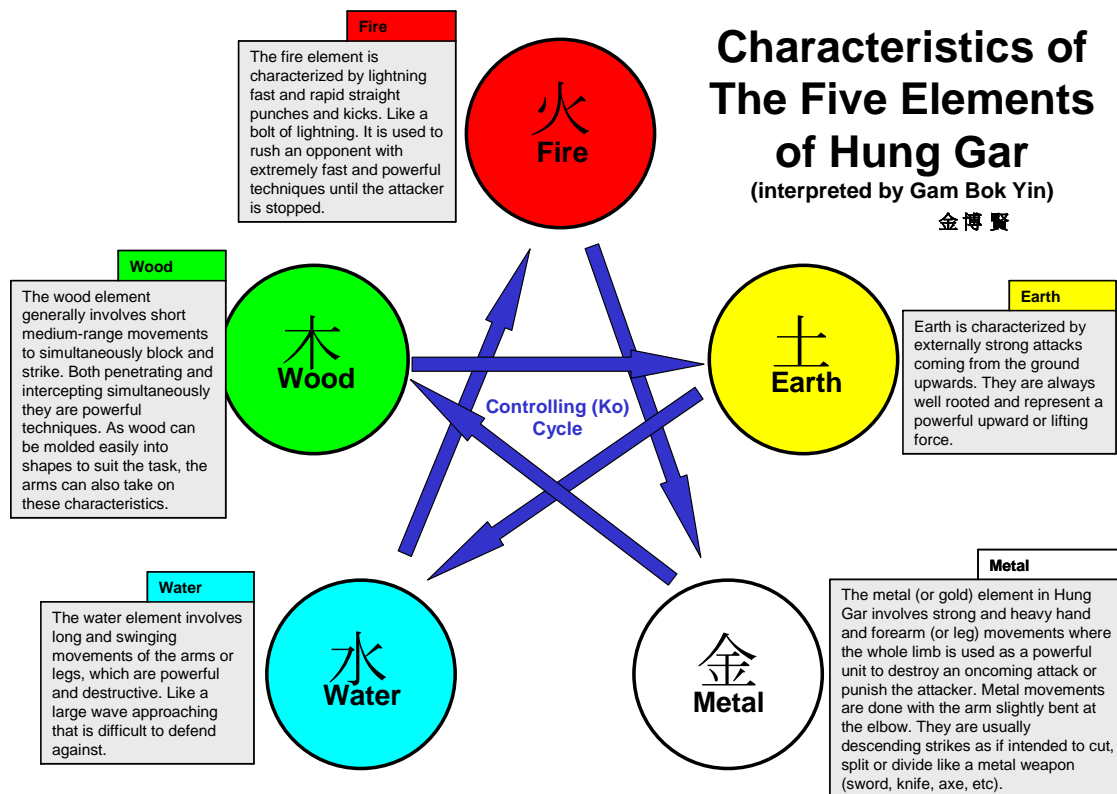 Characteristics of
The Five Elements
of Hung Gar
(interpreted by Gam Bok Yin)
金博賢
Fire
The fire element is
characterized by lightning
fast and rapid straight
punches and kicks. Like a
bolt of lightning. It is used to
rush an opponent with
extremely fast and powerful
techniques until the attacker
is stopped.
火
Fire
Wood
The wood element
generally involves short
medium-range movements
to simultaneously block and
strike. Both penetrating and
intercepting simultaneously
they are powerful
techniques. As wood can
be molded easily into
shapes to suit the task, the
arms can also take on
these characteristics.
木
Wood
Controlling (Ko)
Cycle
土
Earth
Earth
Earth is characterized by
externally strong attacks
coming from the ground
upwards. They are always
well rooted and represent a
powerful upward or lifting
force.
Water
The water element involves
long and swinging
movements of the arms or
legs, which are powerful
and destructive. Like a
large wave approaching
that is difficult to defend
against.
水
Water
金
Metal
Metal
The metal (or gold) element in Hung
Gar involves strong and heavy hand
and forearm (or leg) movements where
the whole limb is used as a powerful
unit to destroy an oncoming attack or
punish the attacker. Metal movements
are done with the arm slightly bent at
the elbow. They are usually
descending strikes as if intended to cut,
split or divide like a metal weapon
(sword, knife, axe, etc).